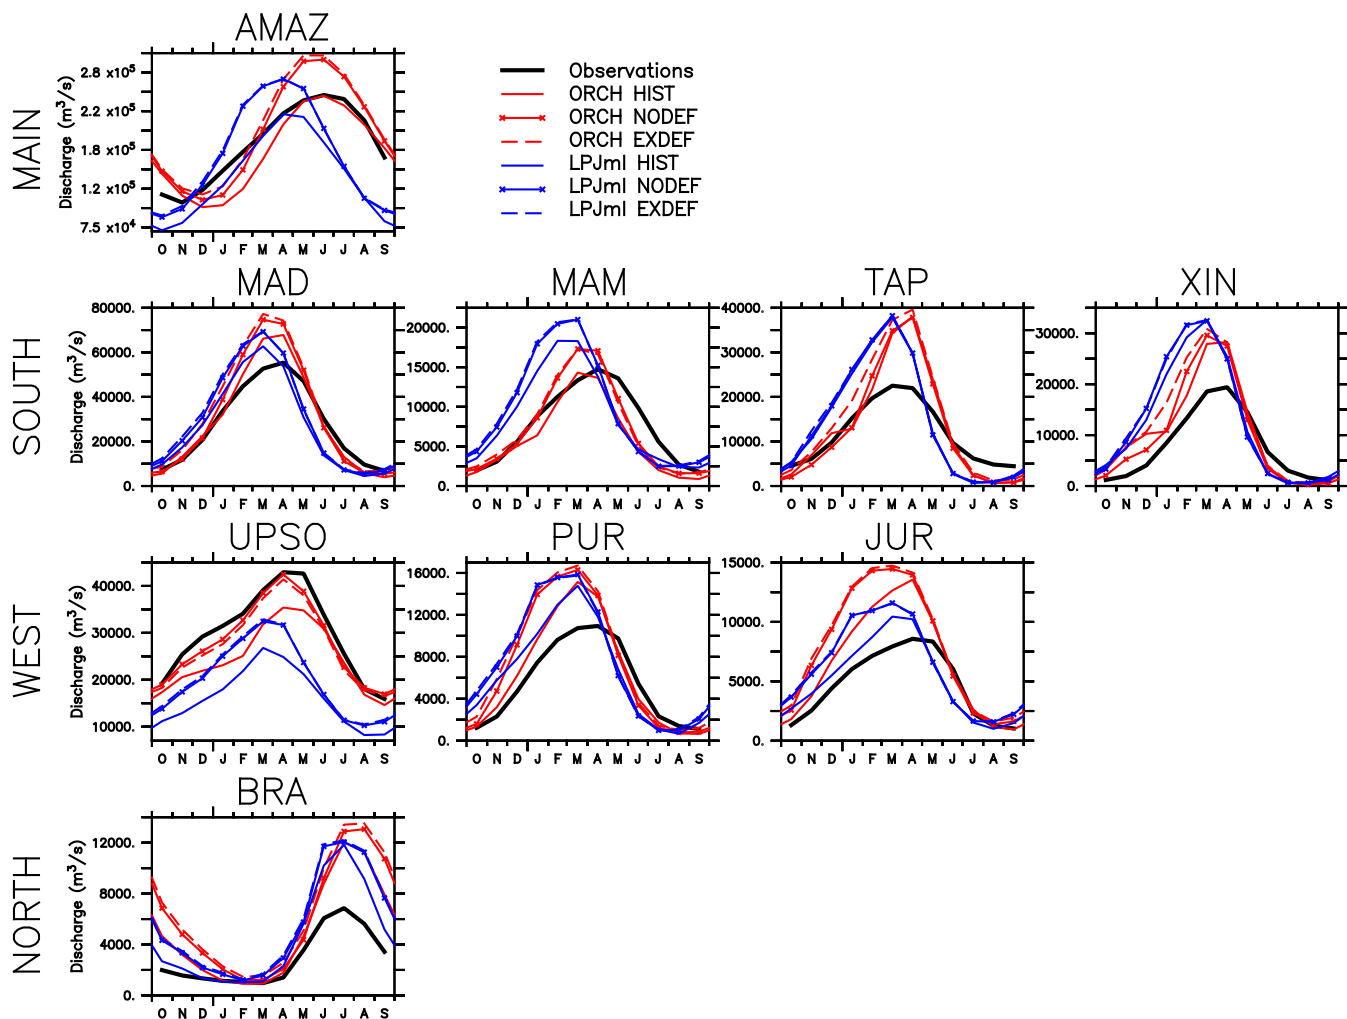 AMAZ
MAIN
Discharge (m³/s)
2.8 x10⁵
2.2 x10⁵
1.8 x10⁵
1.2 x10⁵
7.5 x10⁴
O N D J F M A M J J A S
Observations
ORCH HIST
ORCH NODEF
ORCH EXDEF
LPJml HIST
LPJml NODEF
LPJml EXDEF
SOUTH
MAD
Discharge (m³/s)
80000.
60000.
40000.
20000.
0.
O N D J F M A M J J A S
MAM
20000.
15000.
10000.
5000.
0.
O N D J F M A M J J A S
TAP
40000.
30000.
20000.
10000.
0.
O N D J F M A M J J A S
XIN
30000.
20000.
10000.
0.
O N D J F M A M J J A S
WEST
UPSO
Discharge (m³/s)
40000.
30000.
20000.
10000.
O N D J F M A M J J A S
PUR
16000.
12000.
8000.
4000.
0.
O N D J F M A M J J A S
JUR
15000.
10000.
5000.
0.
O N D J F M A M J J A S
NORTH
BRA
Discharge (m³/s)
12000.
8000.
4000.
0.
O N D J F M A M J J A S